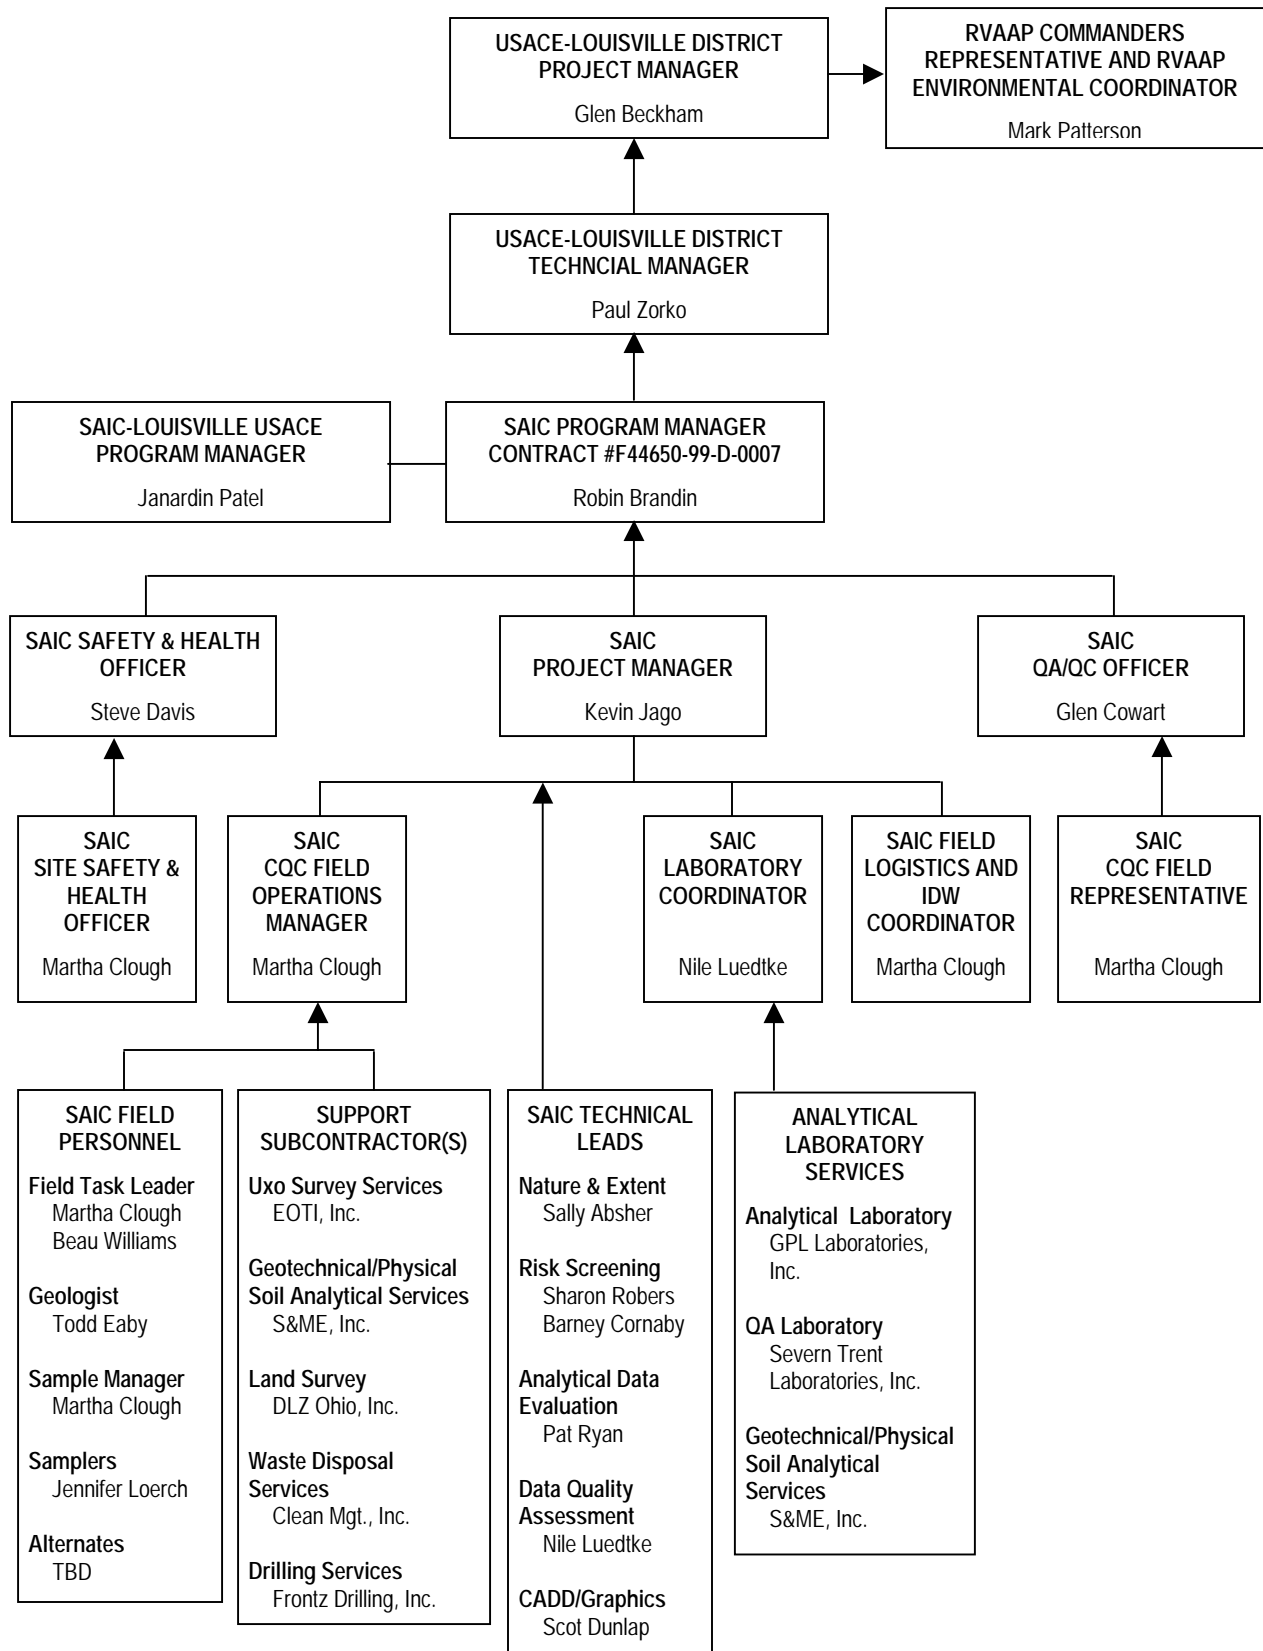 USACE-LOUISVILLE DISTRICT
PROJECT MANAGER
Glen Beckham
RVAAP COMMANDERS
REPRESENTATIVE AND RVAAP
ENVIRONMENTAL COORDINATOR
Mark Patterson
USACE-LOUISVILLE DISTRICT
TECHNCIAL MANAGER
Paul Zorko
SAIC-LOUISVILLE USACE
PROGRAM MANAGER
Janardin Patel
SAIC PROGRAM MANAGER
CONTRACT #F44650-99-D-0007
Robin Brandin
SAIC SAFETY & HEALTH
OFFICER
Steve Davis
SAIC
PROJECT MANAGER
Kevin Jago
SAIC
QA/QC OFFICER
Glen Cowart
SAIC
SITE SAFETY &
HEALTH
OFFICER
Martha Clough
SAIC
CQC FIELD
OPERATIONS
MANAGER
Martha Clough
SAIC
LABORATORY
COORDINATOR
Nile Luedtke
SAIC FIELD
LOGISTICS AND
IDW
COORDINATOR
Martha Clough
SAIC
CQC FIELD
REPRESENTATIVE
Martha Clough
SAIC FIELD
PERSONNEL
Field Task Leader
Martha Clough
Beau Williams
Geologist
Todd Eaby
Sample Manager
Martha Clough
Samplers
Jennifer Loerch
Alternates
TBD
SUPPORT
SUBCONTRACTOR(S)
Uxo Survey Services
EOTI, Inc.
Geotechnical/Physical
Soil Analytical Services
S&ME, Inc.
Land Survey
DLZ Ohio, Inc.
Waste Disposal
Services
Clean Mgt., Inc.
Drilling Services
Frontz Drilling, Inc.
SAIC TECHNICAL
LEADS
Nature & Extent
Sally Absher
Risk Screening
Sharon Robers
Barney Cornaby
Analytical Data
Evaluation
Pat Ryan
Data Quality
Assessment
Nile Luedtke
CADD/Graphics
Scot Dunlap
ANALYTICAL
LABORATORY
SERVICES
Analytical Laboratory
GPL Laboratories,
Inc.
QA Laboratory
Severn Trent
Laboratories, Inc.
Geotechnical/Physical
Soil Analytical
Services
S&ME, Inc.